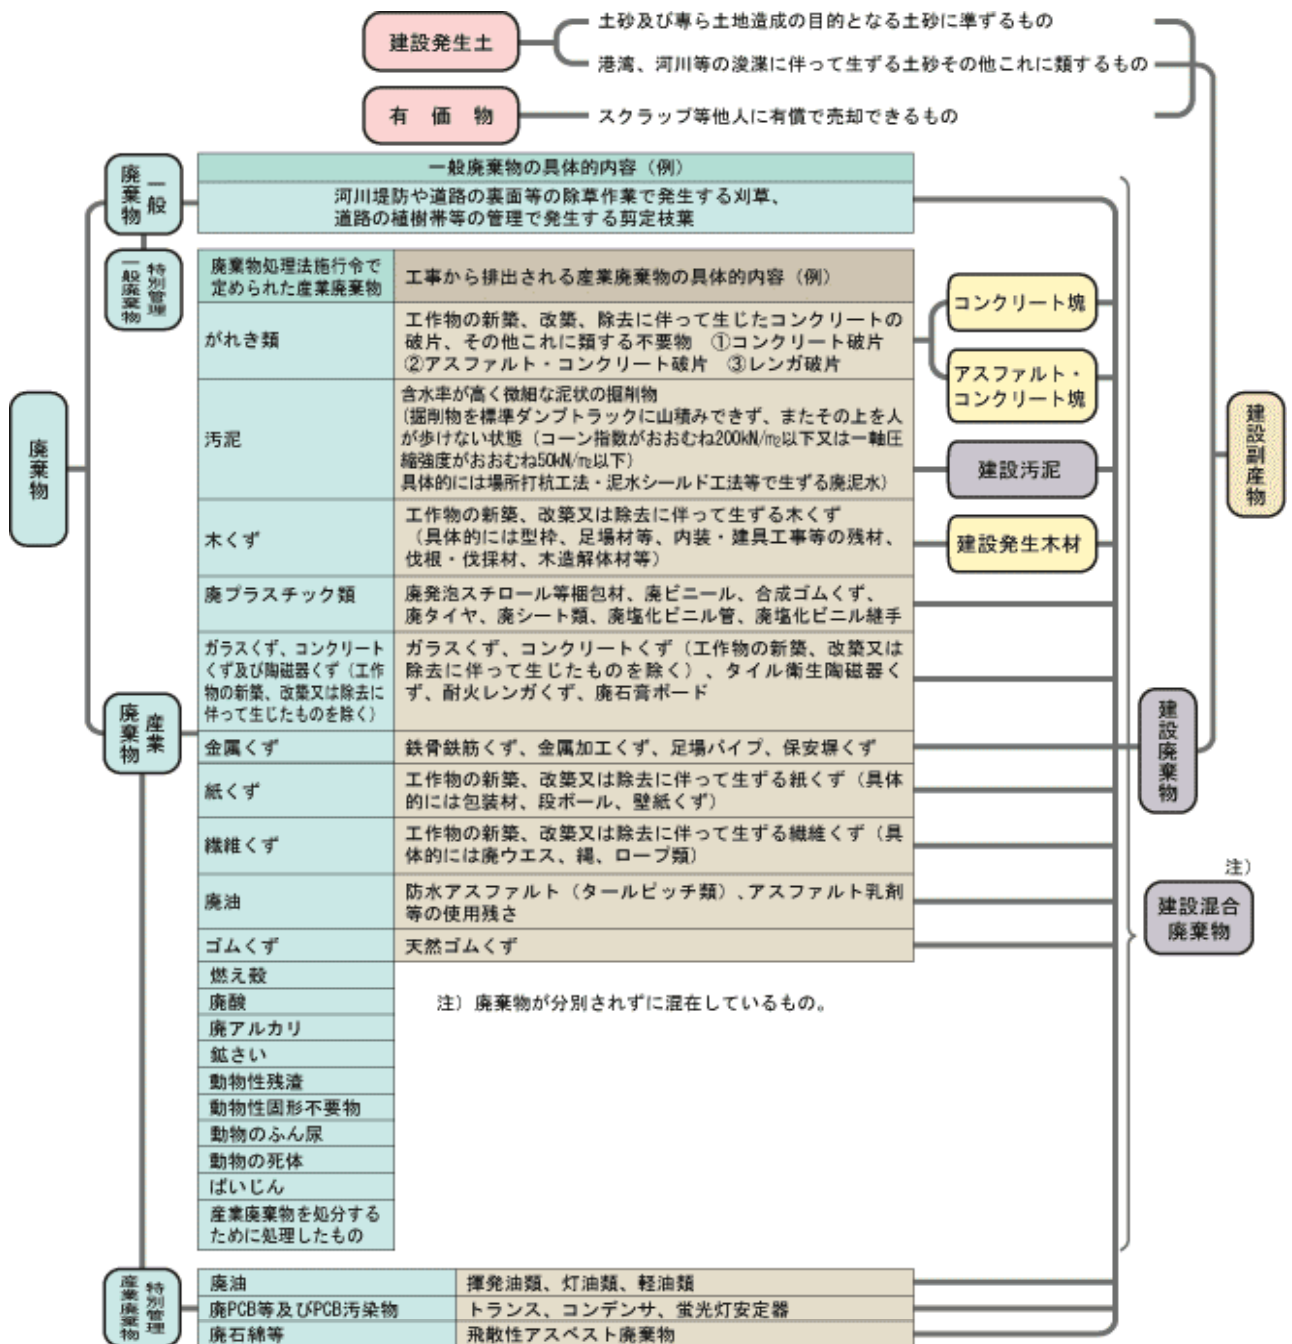 建設発生土
土砂及び専ら土地造成の目的となる土砂に準ずるもの
港湾、河川等の浚渫に伴って生ずる土砂その他これに類するもの
有価物
スクラップ等他人に有償で売却できるもの
一般廃棄物
一般廃棄物の具体的内容（例）
河川堤防や道路の裏面等の除草作業で発生する刈草、
道路の植樹帯等の管理で発生する剪定枝葉
特別管理一般廃棄物
廃棄物処理法施行令で
定められた産業廃棄物
工事から排出される産業廃棄物の具体的内容（例）
がれき類
工作物の新築、改築、除去に伴って生じたコンクリートの
破片、その他これに類する不要物　①コンクリート破片
②アスファルト・コンクリート破片　③レンガ破片
コンクリート塊
アスファルト・
コンクリート塊
汚泥
含水率が高く微細な泥状の掘削物
（掘削物を標準ダンプトラックに山積みできず、またその上を人
が歩けない状態（コーン指数がおおむね200kN/㎡以下又は一軸圧
縮強度がおおむね50kN/㎡以下）
具体的には場所打杭工法・泥水シールド工法等で生ずる廃泥水）
建設汚泥
木くず
工作物の新築、改築又は除去に伴って生ずる木くず
（具体的には型枠、足場材等、内装・建具工事等の残材、
伐根・伐採材、木造解体材等）
建設発生木材
廃プラスチック類
廃発泡スチロール等梱包材、廃ビニール、合成ゴムくず、
廃タイヤ、廃シート類、廃塩化ビニル管、廃塩化ビニル継手
ガラスくず、コンクリート
くず及び陶磁器くず（工作
物の新築、改築又は除去に
伴って生じたものを除く）
ガラスくず、コンクリートくず（工作物の新築、改築又は
除去に伴って生じたものを除く）、タイル衛生陶磁器く
ず、耐火レンガくず、廃石膏ボード
金属くず
鉄骨鉄筋くず、金属加工くず、足場パイプ、保安塀くず
紙くず
工作物の新築、改築又は除去に伴って生ずる紙くず（具体
的には包装材、段ボール、壁紙くず）
繊維くず
工作物の新築、改築又は除去に伴って生ずる繊維くず（具
体的には廃ウエス、縄、ロープ類）
廃油
防水アスファルト（タールピッチ類）、アスファルト乳剤
等の使用残さ
ゴムくず
天然ゴムくず
燃え殻
廃酸
廃アルカリ
鉱さい
動物性残渣
動物性固形不要物
動物のふん尿
動物の死体
ばいじん
産業廃棄物を処分する
ために処理したもの
注）廃棄物が分別されずに混在しているもの。
廃棄物
産業廃棄物
特別管理産業廃棄物
廃油
揮発油類、灯油類、軽油類
廃PCB等及びPCB汚染物
トランス、コンデンサ、蛍光灯安定器
廃石綿等
飛散性アスベスト廃棄物
建設副産物
建設廃棄物
注）
建設混合
廃棄物